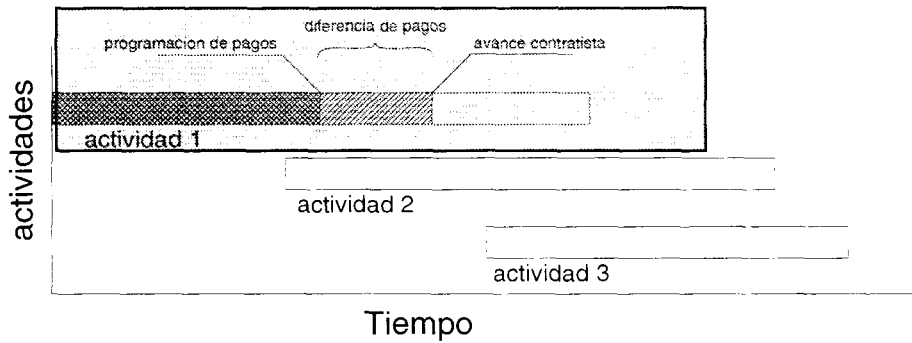 diferencia de pagos
programacion de pagos
avance contratista
actividad 1
actividad 2
actividad 3
actividades
Tiempo